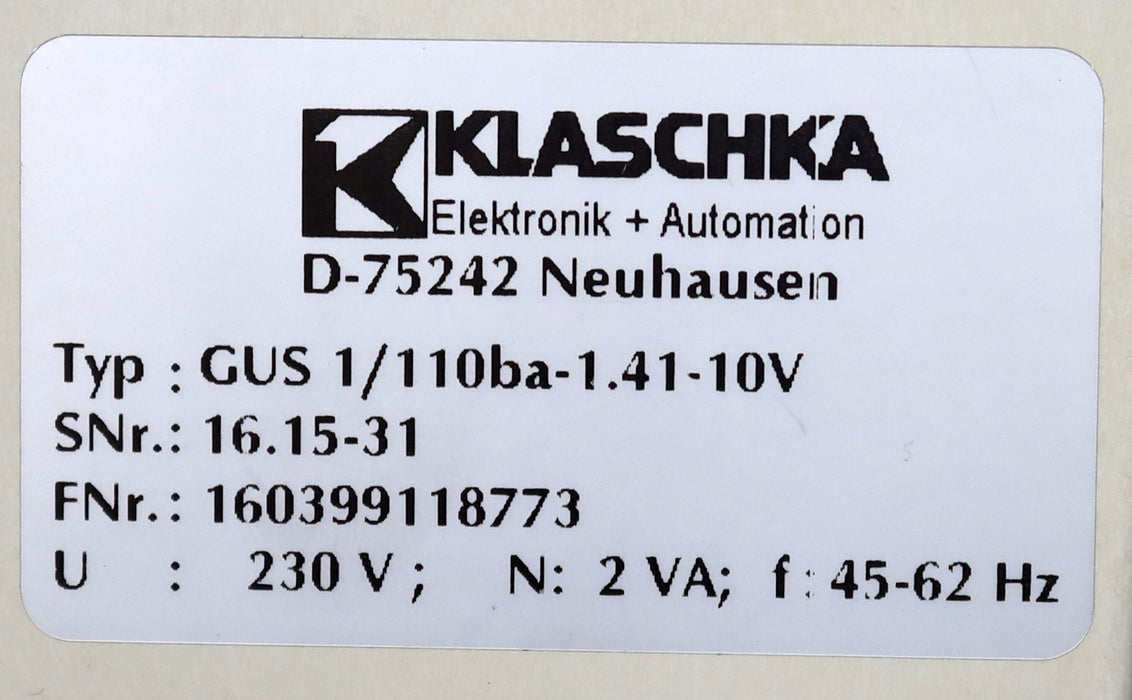 KLASCHKA
Elektronik + Automation
D-75242 Neuhausen
Typ : GUS 1/110ba-1.41-10V
SNr.: 16.15-31
FNr.: 160399118773
U : 230 V ; N: 2 VA; f : 45-62 Hz